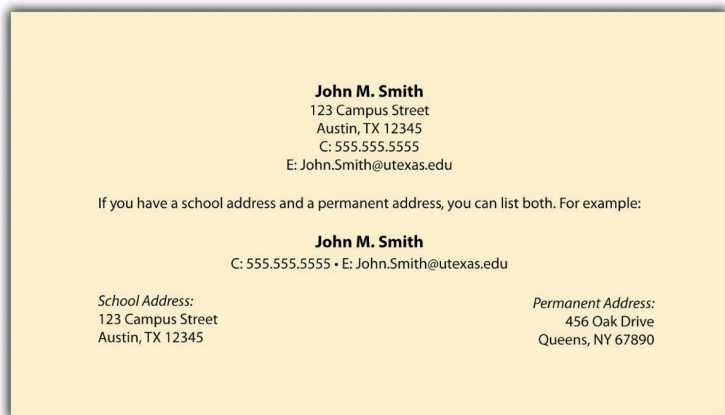 John M. Smith
123 Campus Street
Austin, TX 12345
C: 555.555.5555
E: John.Smith@utexas.edu
If you have a school address and a permanent address, you can list both. For example:
John M. Smith
C: 555.555.5555 • E: John.Smith@utexas.edu
School Address:
123 Campus Street
Austin, TX 12345
Permanent Address:
456 Oak Drive
Queens, NY 67890